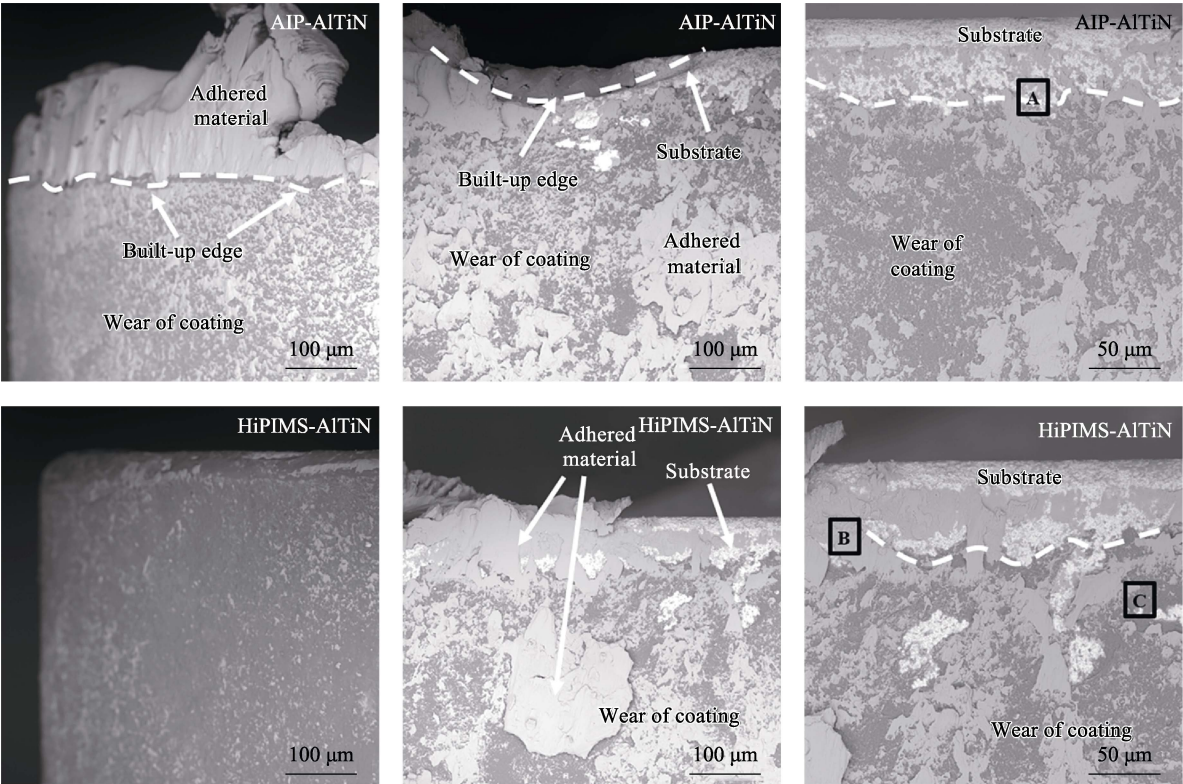 AIP-AlTiN
Adhered
material
Built-up edge
Wear of coating
100 μm
AIP-AlTiN
Substrate
Built-up edge
Wear of coating
Adhered
material
100 μm
AIP-AlTiN
Substrate
A
Wear of
coating
50 μm
HiPIMS-AlTiN
100 μm
HiPIMS-AlTiN
Adhered
material
Substrate
Wear of coating
100 μm
HiPIMS-AlTiN
Substrate
B
C
Wear of coating
50 μm